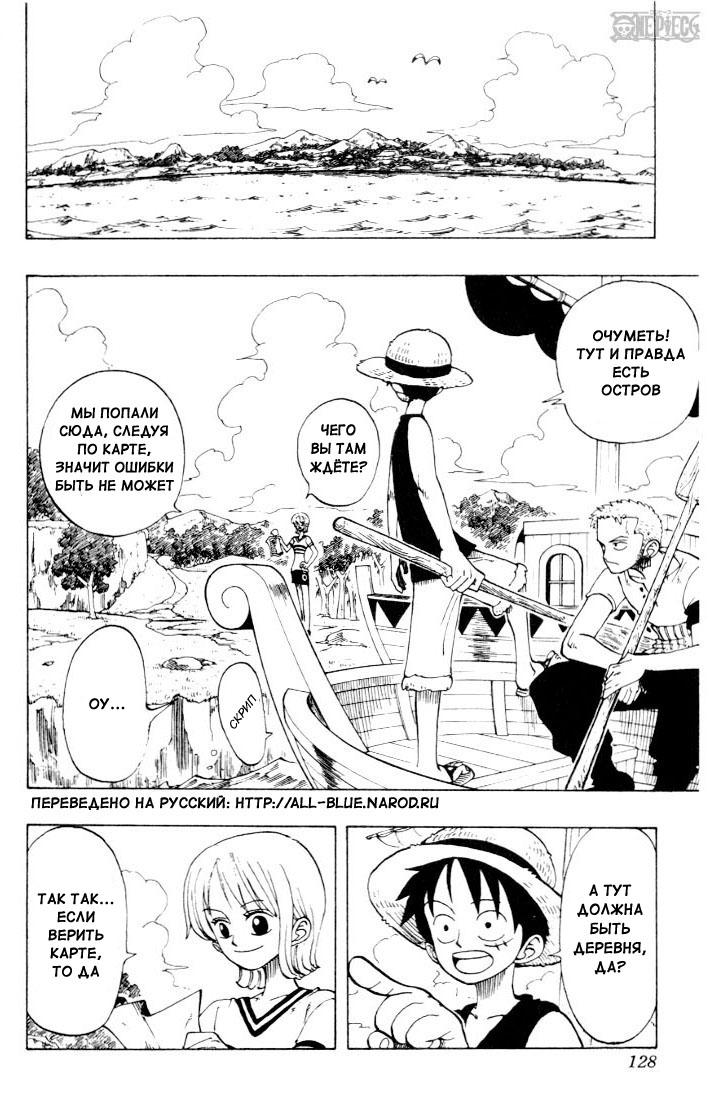 ONE PIECE
ОЧУМЕТЬ!
ТУТ И ПРАВДА
ЕСТЬ
ОСТРОВ
ЧЕГО
ВЫ ТАМ
ЖДЁТЕ?
МЫ ПОПАЛИ
СЮДА, СЛЕДУЯ
ПО КАРТЕ,
ЗНАЧИТ ОШИБКИ
БЫТЬ НЕ МОЖЕТ
СКРИП
ОУ...
ПЕРЕВЕДЕНО НА РУССКИЙ: HTTP://ALL-BLUE.NAROD.RU
А ТУТ
ДОЛЖНА
БЫТЬ
ДЕРЕВНЯ,
ДА?
ТАК ТАК...
ЕСЛИ
ВЕРИТЬ
КАРТЕ,
ТО ДА
128